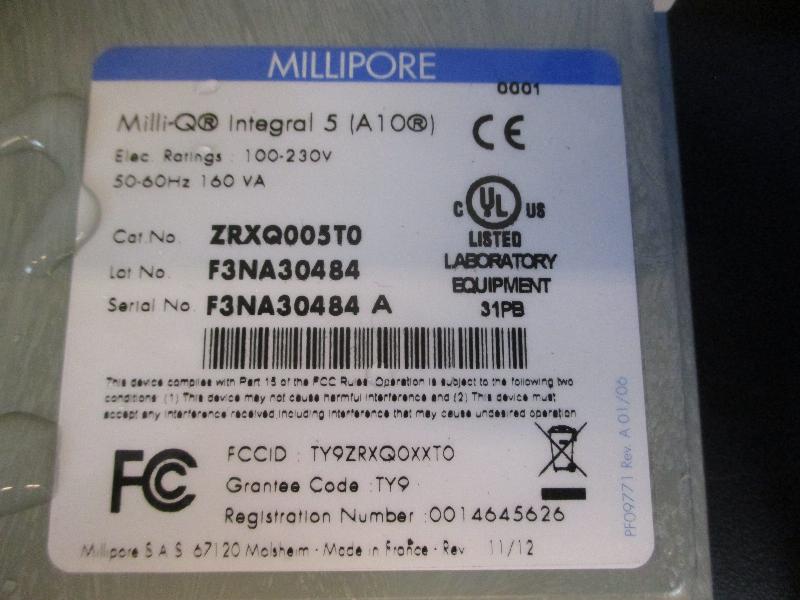 MILLIPORE
0001
Milli-Q® Integral 5 (A10®)
CE
Elec. Ratings : 100-230V
50-60Hz 160 VA
C UL US
LISTED
LABORATORY
EQUIPMENT
31PB
Cat.No. ZRXQ005T0
Lot No. F3NA30484
Serial No. F3NA30484 A
This device complies with Part 15 of the FCC Rules. Operation is subject to the following two
conditions: (1) This device may not cause harmful interference and (2) This device must
accept any interference received, including interference that may cause undesired operation
FC
FCCID : TY9ZRXQ0XXT0
Grantee Code : TY9
Registration Number :0014645626
Millipore S.A.S. 67120 Molsheim - Made in France - Rev 11/12
PF09771 Rev. A 01/06